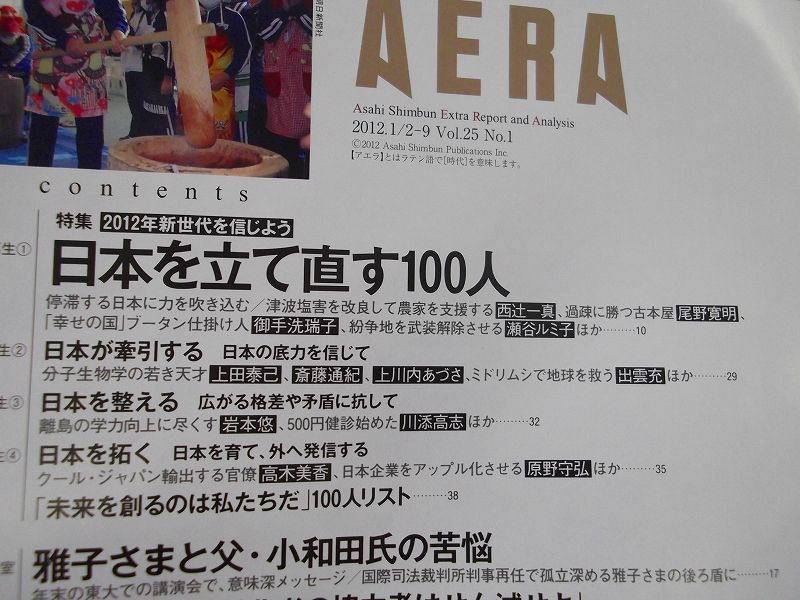 朝日新聞社
AERA
Asahi Shimbun Extra Report and Analysis
2012.1/2-9 Vol.25 No.1
©2012 Asahi Shimbun Publications Inc.
【アエラ】とはラテン語で[時代]を意味します。
contents
特集 2012年新世代を信じよう
生①
日本を立て直す100人
停滞する日本に力を吹き込む／津波塩害を改良して農家を支援する西辻一真、過疎に勝つ古本屋尾野寛明、
「幸せの国」ブータン仕掛け人御手洗瑞子、紛争地を武装解除させる瀬谷ルミ子ほか………10
生② 日本が牽引する 日本の底力を信じて
分子生物学の若き天才上田泰己、斎藤通紀、上川内あづさ、ミドリムシで地球を救う出雲充ほか………29
生③ 日本を整える 広がる格差や矛盾に抗して
離島の学力向上に尽くす岩本悠、500円健診始めた川添高志ほか………32
生④ 日本を拓く 日本を育て、外へ発信する
クール・ジャパン輸出する官僚高木美香、日本企業をアップル化させる原野守弘ほか………35
「未来を創るのは私たちだ」100人リスト………38
室 雅子さまと父・小和田氏の苦悩
年末の東大での講演会で、意味深メッセージ／国際司法裁判所判事再任で孤立深める雅子さまの後ろ盾に………17